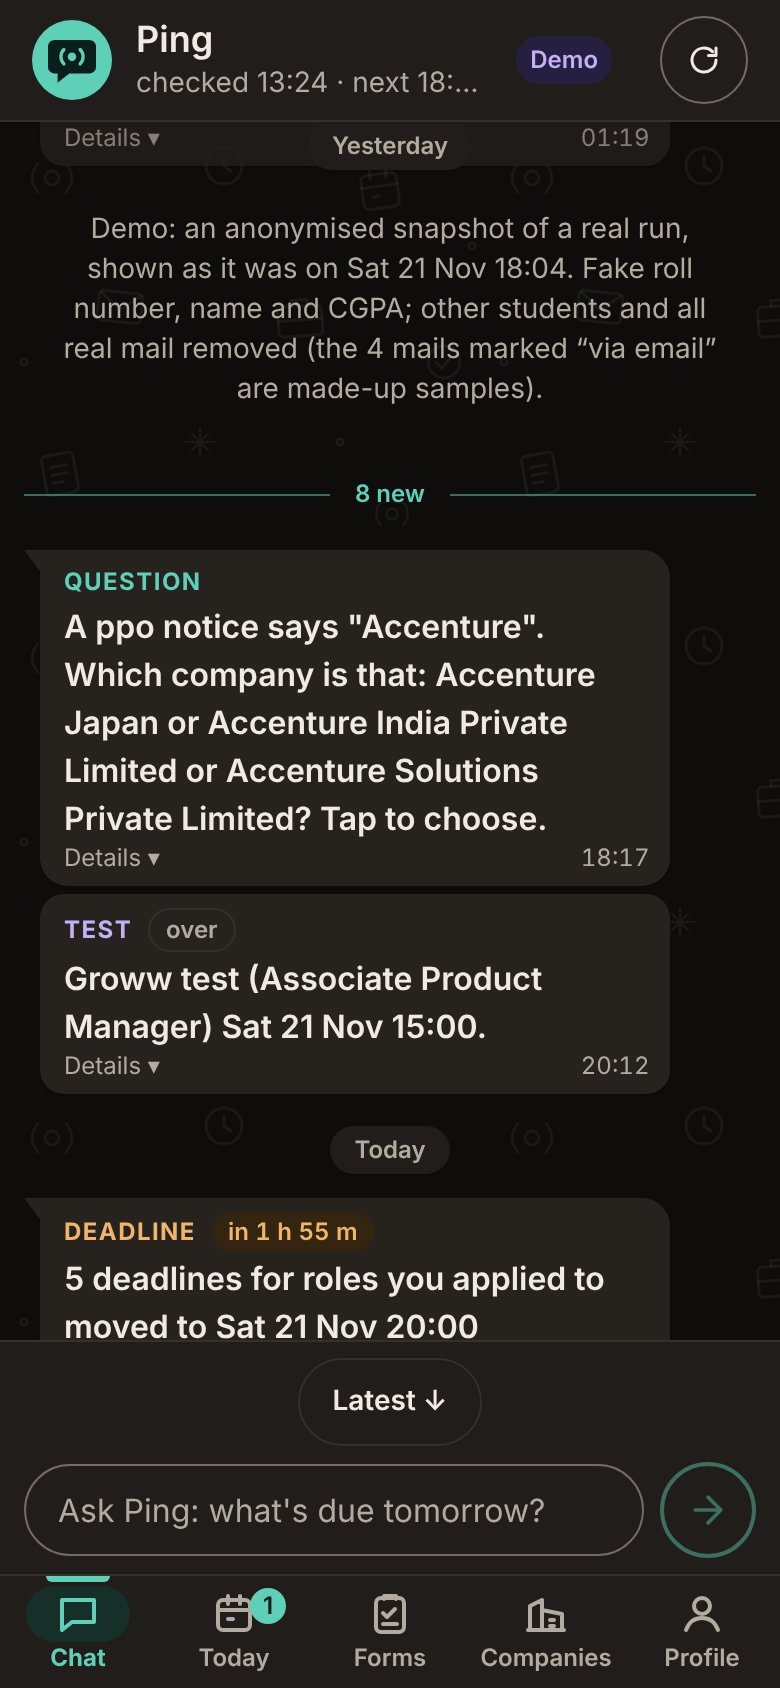 Ping
checked 13:24 · next 18:...
Demo
Details ▾
01:19
Yesterday
Demo: an anonymised snapshot of a real run,
shown as it was on Sat 21 Nov 18:04. Fake roll
number, name and CGPA; other students and all
real mail removed (the 4 mails marked “via email”
are made-up samples).
8 new
QUESTION
A ppo notice says "Accenture".
Which company is that: Accenture
Japan or Accenture India Private
Limited or Accenture Solutions
Private Limited? Tap to choose.
Details ▾
18:17
TEST
over
Groww test (Associate Product
Manager) Sat 21 Nov 15:00.
Details ▾
20:12
Today
DEADLINE
in 1 h 55 m
5 deadlines for roles you applied to
moved to Sat 21 Nov 20:00
Latest ↓
Ask Ping: what's due tomorrow?
1
Chat
Today
Forms
Companies
Profile